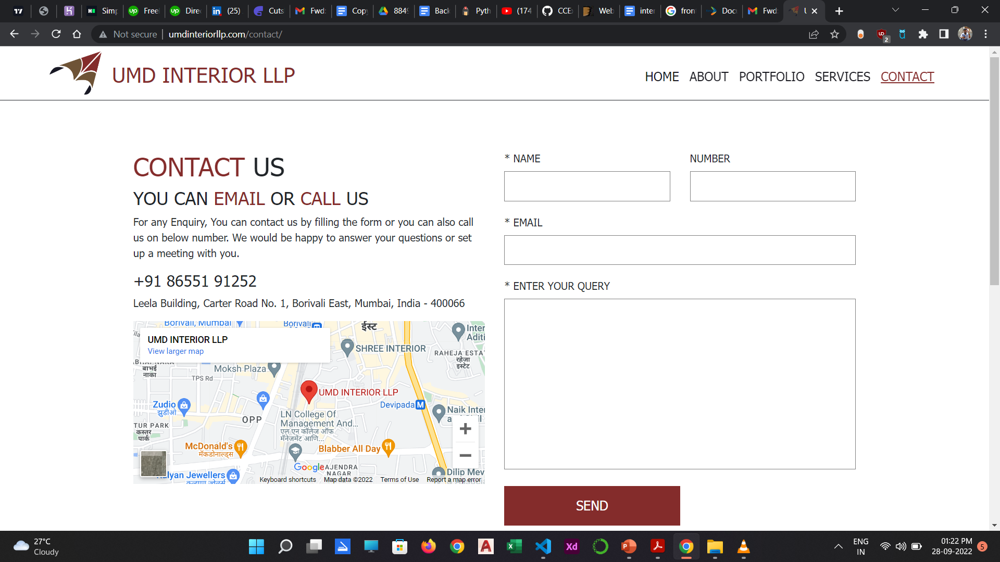 Simp
Free
Dire
(25)
Cuts
Fwd:
Copy
8849
Back
Pyth
(174
CCE
Web
inter
fron
Docu
Fwd:
Not secure
umdinteriorllp.com/contact/
2
UMD INTERIOR LLP
HOME ABOUT PORTFOLIO SERVICES CONTACT
CONTACT US
YOU CAN EMAIL OR CALL US
For any Enquiry, You can contact us by filling the form or you can also call
us on below number. We would be happy to answer your questions or set
up a meeting with you.
+91 86551 91252
Leela Building, Carter Road No. 1, Borivali East, Mumbai, India - 400066
Borivali, Mumbai
Borivali
ईस्ट
UMD INTERIOR LLP
View larger map
SHREE INTERIOR
Inter
Aditi
RAHEJA ESTA
रहेजा
इस्टेट
बाभई
नाका
Moksh Plaza
TPS Rd
UMD INTERIOR LLP
Devipada
M
Zudio
झुडीओ
Naik Inter
OPP
LN College Of
Management And...
एल एन कॉलेज ऑफ
मॅनेजमेंट आणि...
TUR PARK
कस्तर
पार्क
McDonald's
मॅकडोनाल्ड्स
Blabber All Day
Google
AJENDRA
NAGAR
Kalyan Jewellers
कल्याण ज्वेलर्स
Dilip Mev
Keyboard shortcuts
Map data ©2022
Terms of Use
Report a map error
* NAME
NUMBER
* EMAIL
* ENTER YOUR QUERY
SEND
27°C
Cloudy
Xd
ENG
IN
01:22 PM
28-09-2022
5